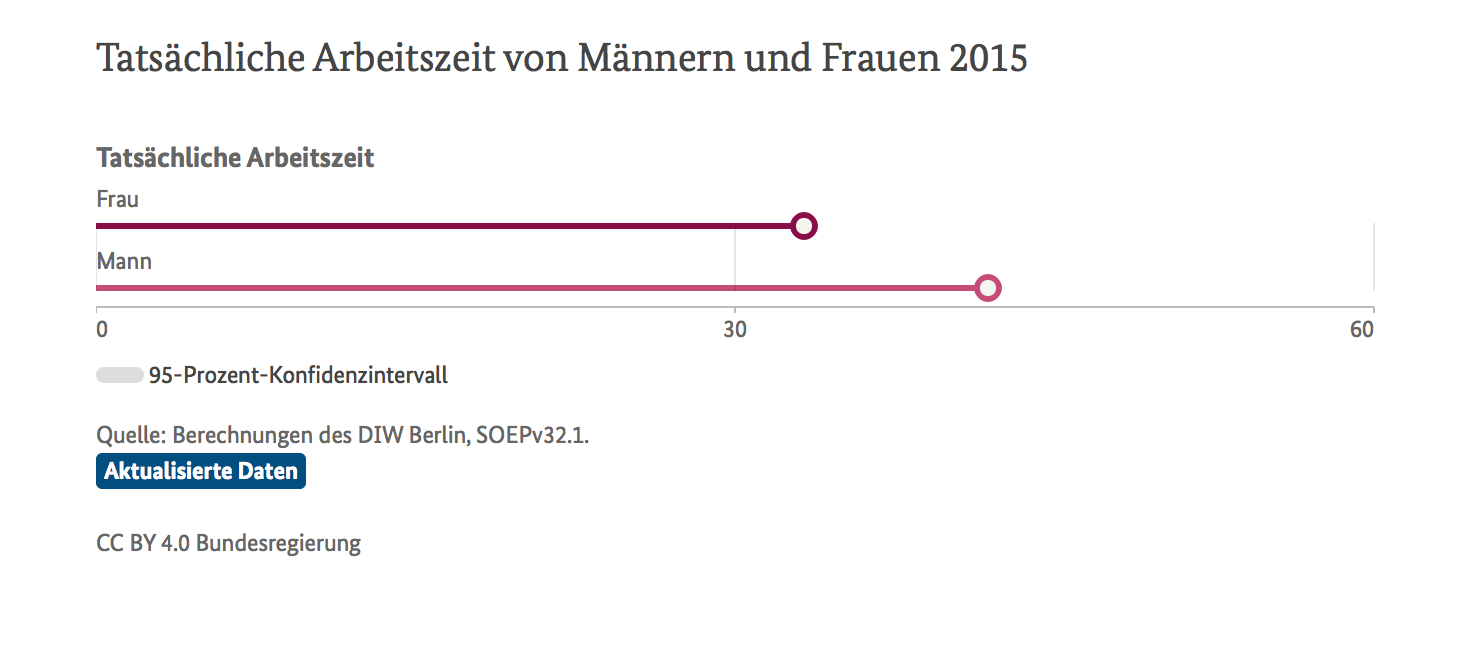 Tatsächliche Arbeitszeit von Männern und Frauen 2015
Tatsächliche Arbeitszeit
Frau
Mann
0 30 60
95-Prozent-Konfidenzintervall
Quelle: Berechnungen des DIW Berlin, SOEPv32.1.
Aktualisierte Daten
CC BY 4.0 Bundesregierung